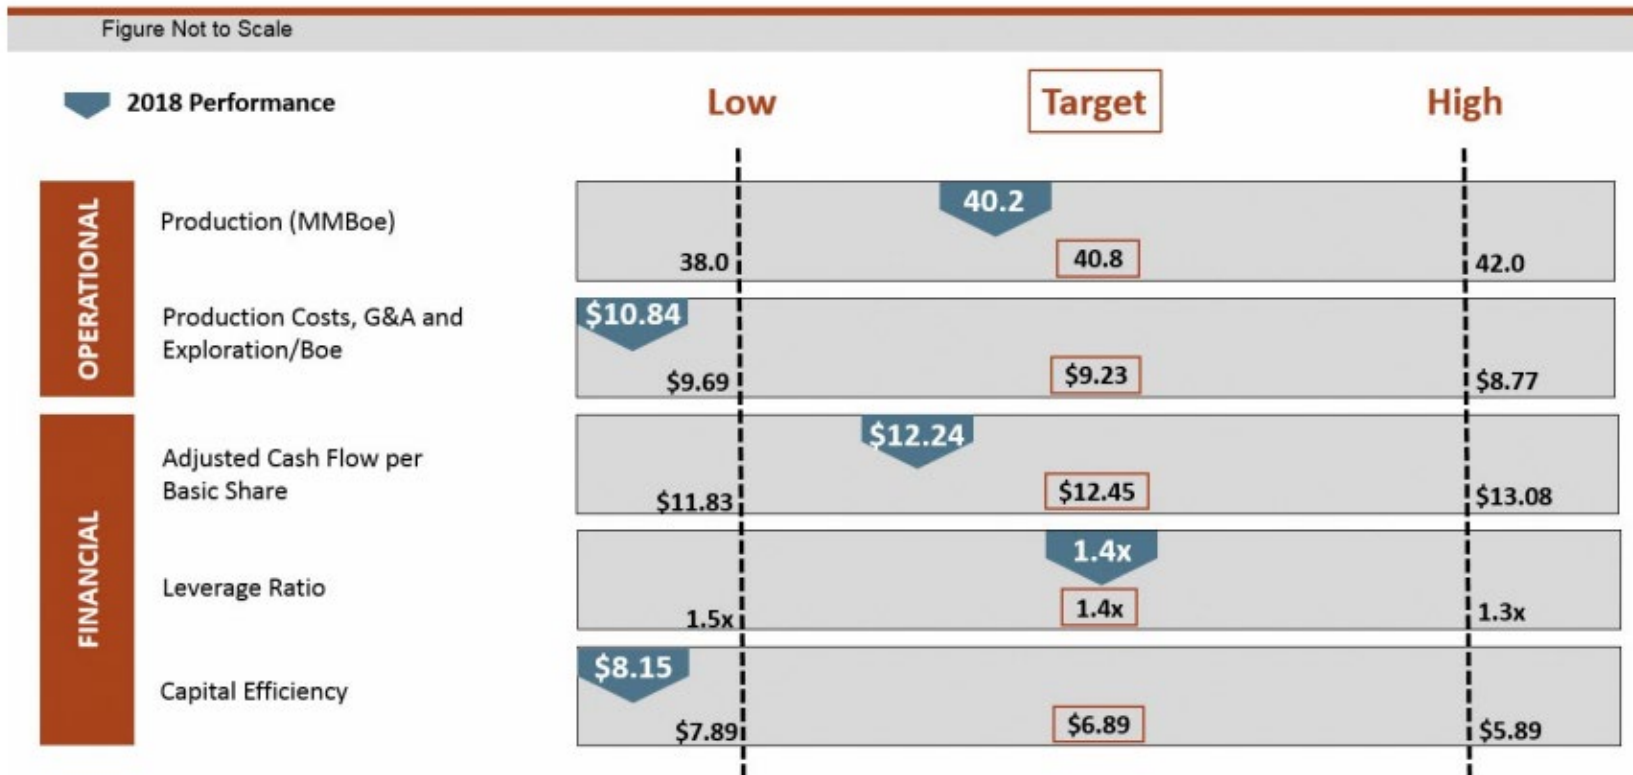 Figure Not to Scale
2018 Performance
Low
Target
High
OPERATIONAL
Production (MMBoe)
40.2
38.0
40.8
42.0
Production Costs, G&A and
Exploration/Boe
$10.84
$9.69
$9.23
$8.77
FINANCIAL
Adjusted Cash Flow per
Basic Share
$12.24
$11.83
$12.45
$13.08
Leverage Ratio
1.4x
1.5x
1.4x
1.3x
Capital Efficiency
$8.15
$7.89
$6.89
$5.89